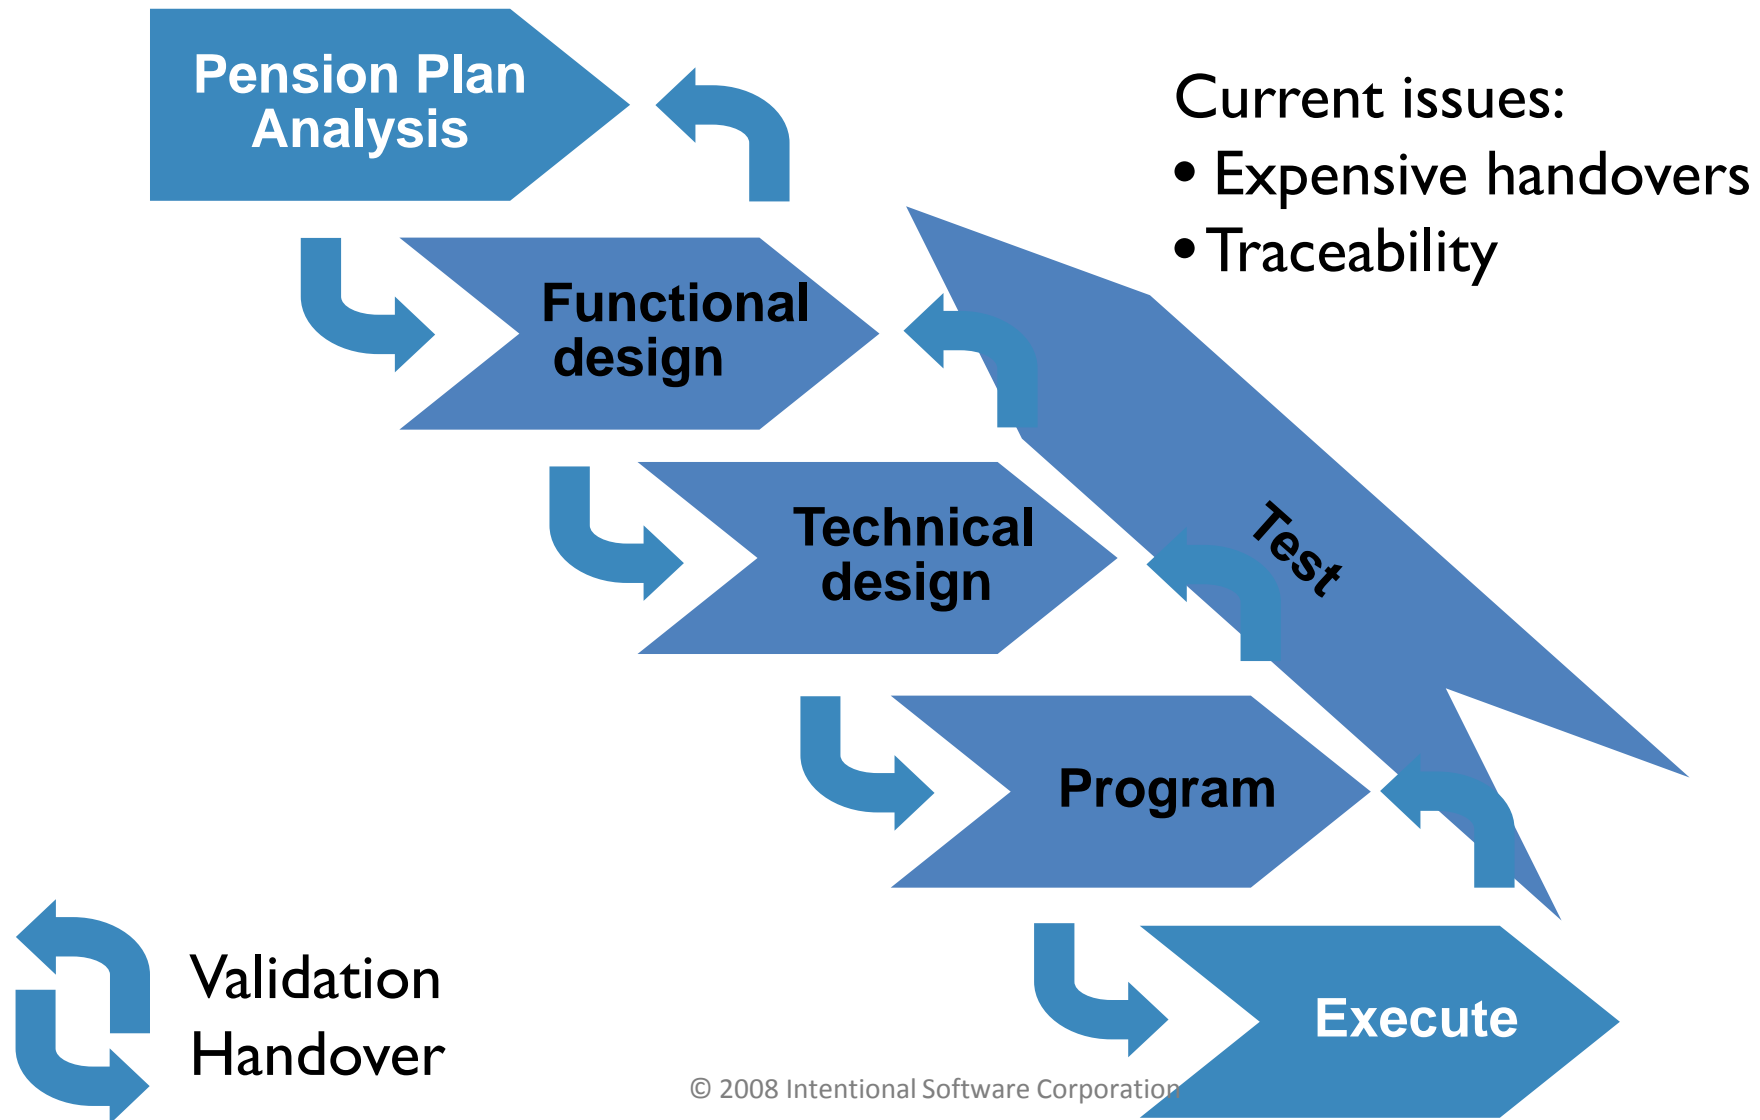 Pension Plan
Analysis
Current issues:
• Expensive handovers
• Traceability
Functional
design
Technical
design
Test
Program
Execute
Validation
Handover
© 2008 Intentional Software Corporation